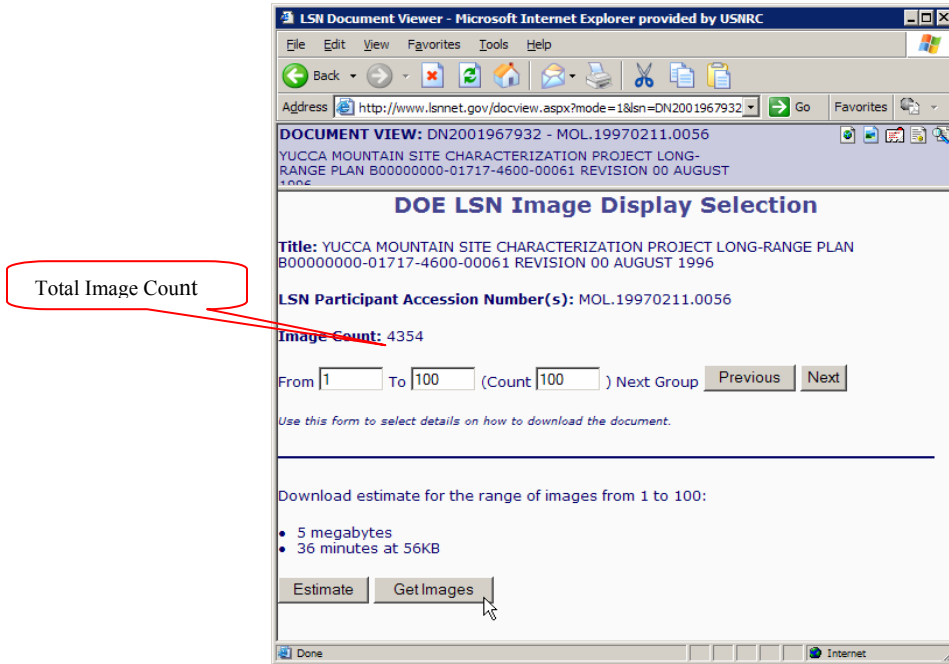 LSN Document Viewer - Microsoft Internet Explorer provided by USNRC
File Edit View Favorites Tools Help
Back
Address http://www.lsnnet.gov/docview.aspx?mode=1&lsn=DN2001967932 Go Favorites
DOCUMENT VIEW: DN2001967932 - MOL.19970211.0056
YUCCA MOUNTAIN SITE CHARACTERIZATION PROJECT LONG-
RANGE PLAN B00000000-01717-4600-00061 REVISION 00 AUGUST
1996
DOE LSN Image Display Selection
Title: YUCCA MOUNTAIN SITE CHARACTERIZATION PROJECT LONG-RANGE PLAN
B00000000-01717-4600-00061 REVISION 00 AUGUST 1996
Total Image Count
LSN Participant Accession Number(s): MOL.19970211.0056
Image Count: 4354
From 1 To 100 (Count 100 ) Next Group Previous Next
Use this form to select details on how to download the document.
Download estimate for the range of images from 1 to 100:
• 5 megabytes
• 36 minutes at 56KB
Estimate Get Images
Done Internet